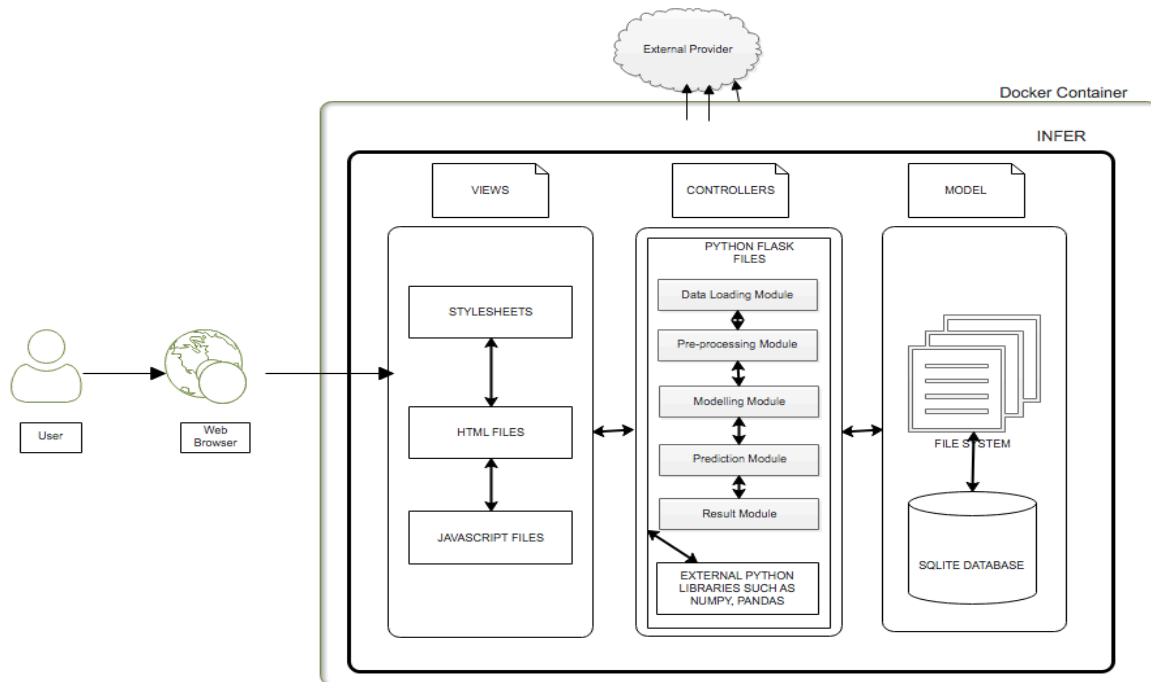 External Provider
Docker Container
INFER
VIEWS
CONTROLLERS
MODEL
PYTHON FLASK
FILES
STYLESHEETS
HTML FILES
JAVASCRIPT FILES
Data Loading Module
Pre-processing Module
Modelling Module
Prediction Module
Result Module
EXTERNAL PYTHON
LIBRARIES SUCH AS
NUMPY, PANDAS
FILE SYSTEM
SQLITE DATABASE
User
Web
Browser